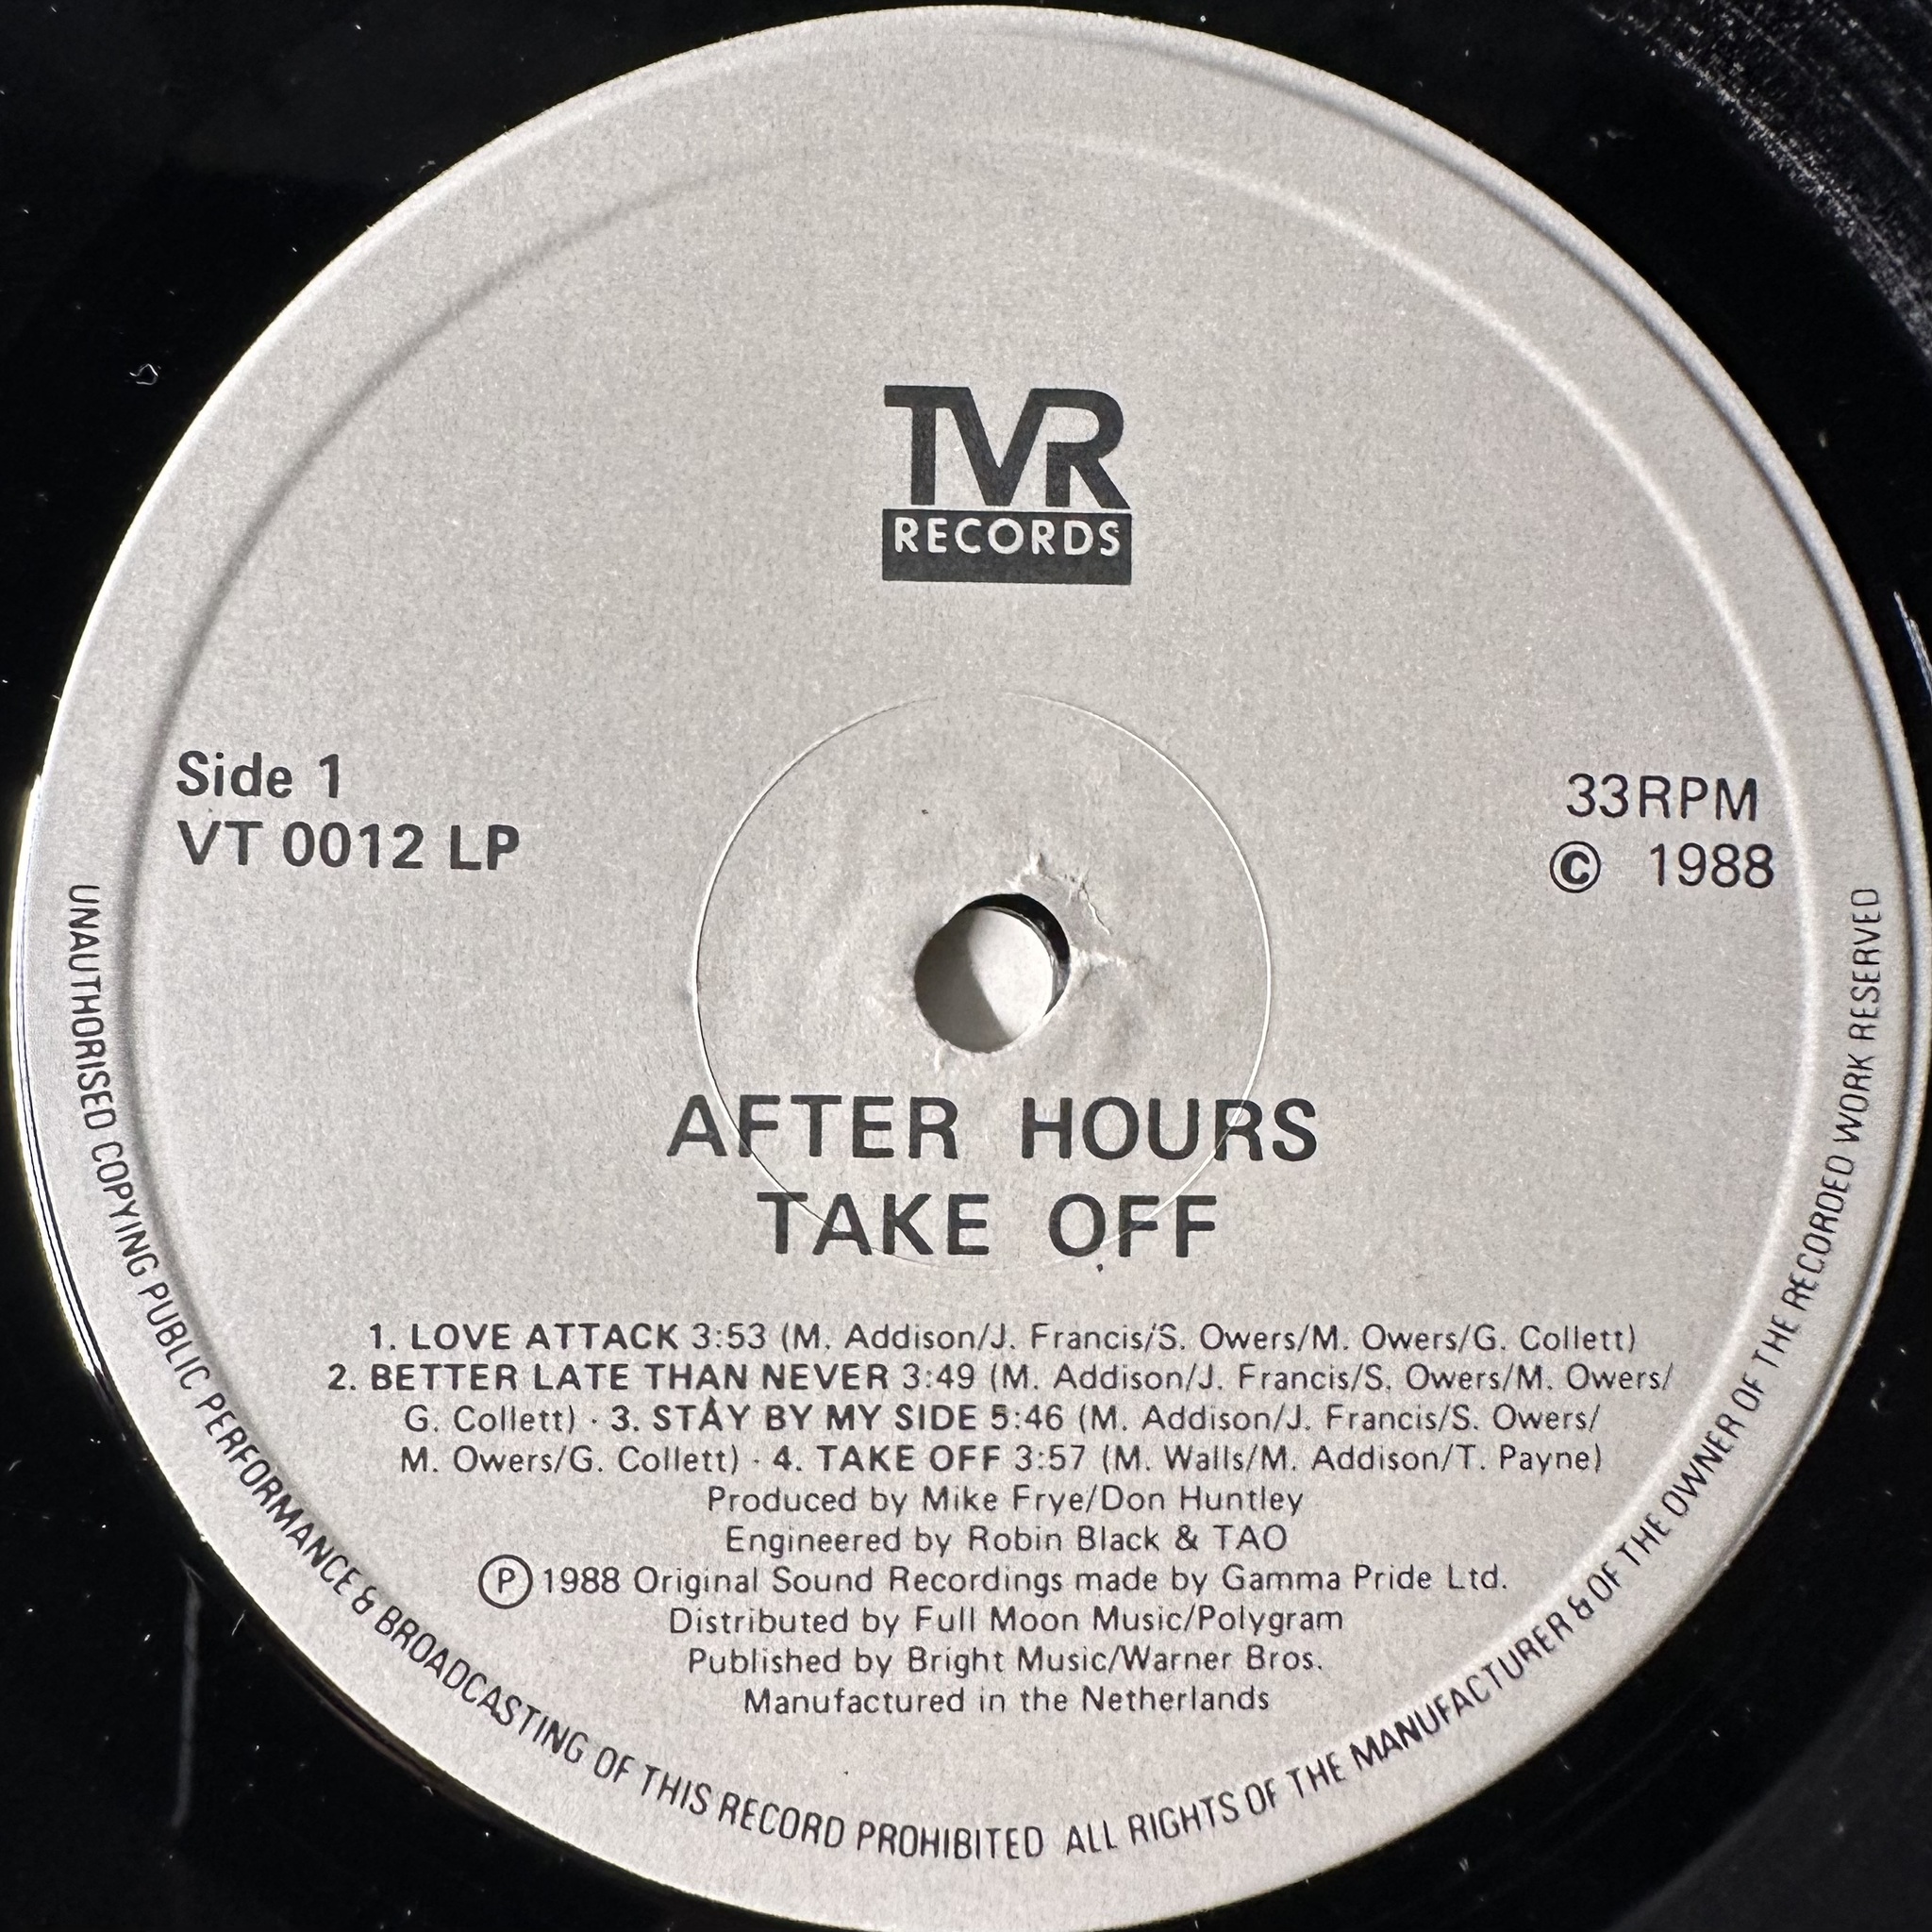 TVR
RECORDS
Side 1
VT 0012 LP
33RPM
© 1988
AFTER HOURS
TAKE OFF
1. LOVE ATTACK 3:53 (M. Addison/J. Francis/S. Owers/M. Owers/G. Collett)
2. BETTER LATE THAN NEVER 3:49 (M. Addison/J. Francis/S. Owers/M. Owers/
G. Collett) · 3. STAY BY MY SIDE 5:46 (M. Addison/J. Francis/S. Owers/
M. Owers/G. Collett) · 4. TAKE OFF 3:57 (M. Walls/M. Addison/T. Payne)
Produced by Mike Frye/Don Huntley
Engineered by Robin Black & TAO
℗ 1988 Original Sound Recordings made by Gamma Pride Ltd.
Distributed by Full Moon Music/Polygram
Published by Bright Music/Warner Bros.
Manufactured in the Netherlands
UNAUTHORISED COPYING PUBLIC PERFORMANCE & BROADCASTING OF THIS RECORD PROHIBITED ALL RIGHTS OF THE MANUFACTURER & OF THE OWNER OF THE RECORDED WORK RESERVED